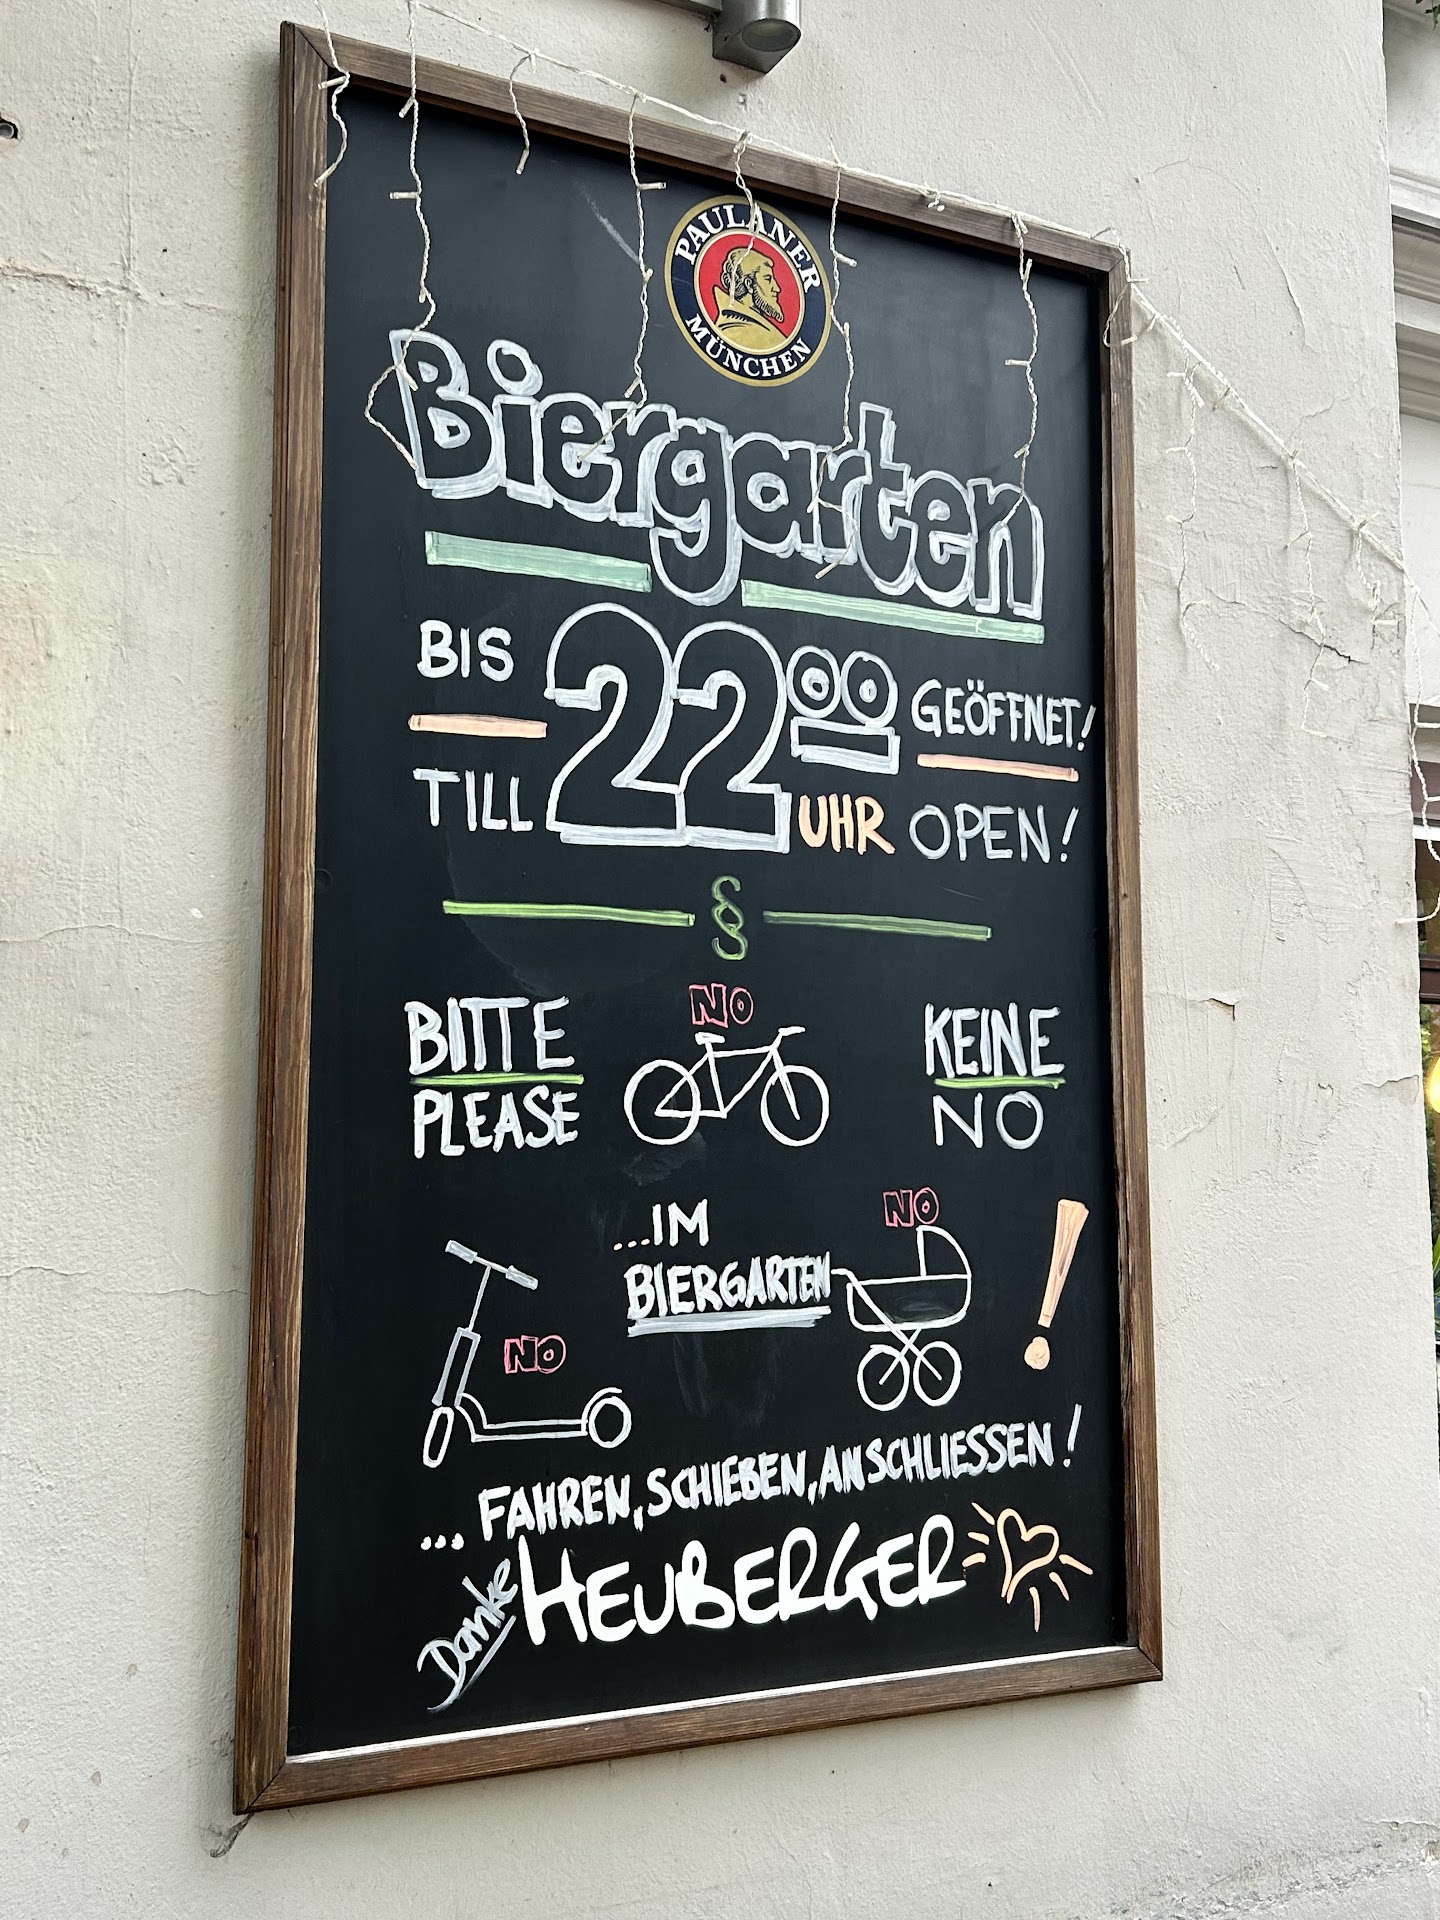 PAULANER
MÜNCHEN
Biergarten
BIS 22 00 GEÖFFNET!
TILL UHR OPEN!
§
BITTE NO KEINE
PLEASE NO
...IM NO
BIERGARTEN !
NO
... FAHREN, SCHIEBEN, ANSCHLIESSEN!
Danke HEUBERGER